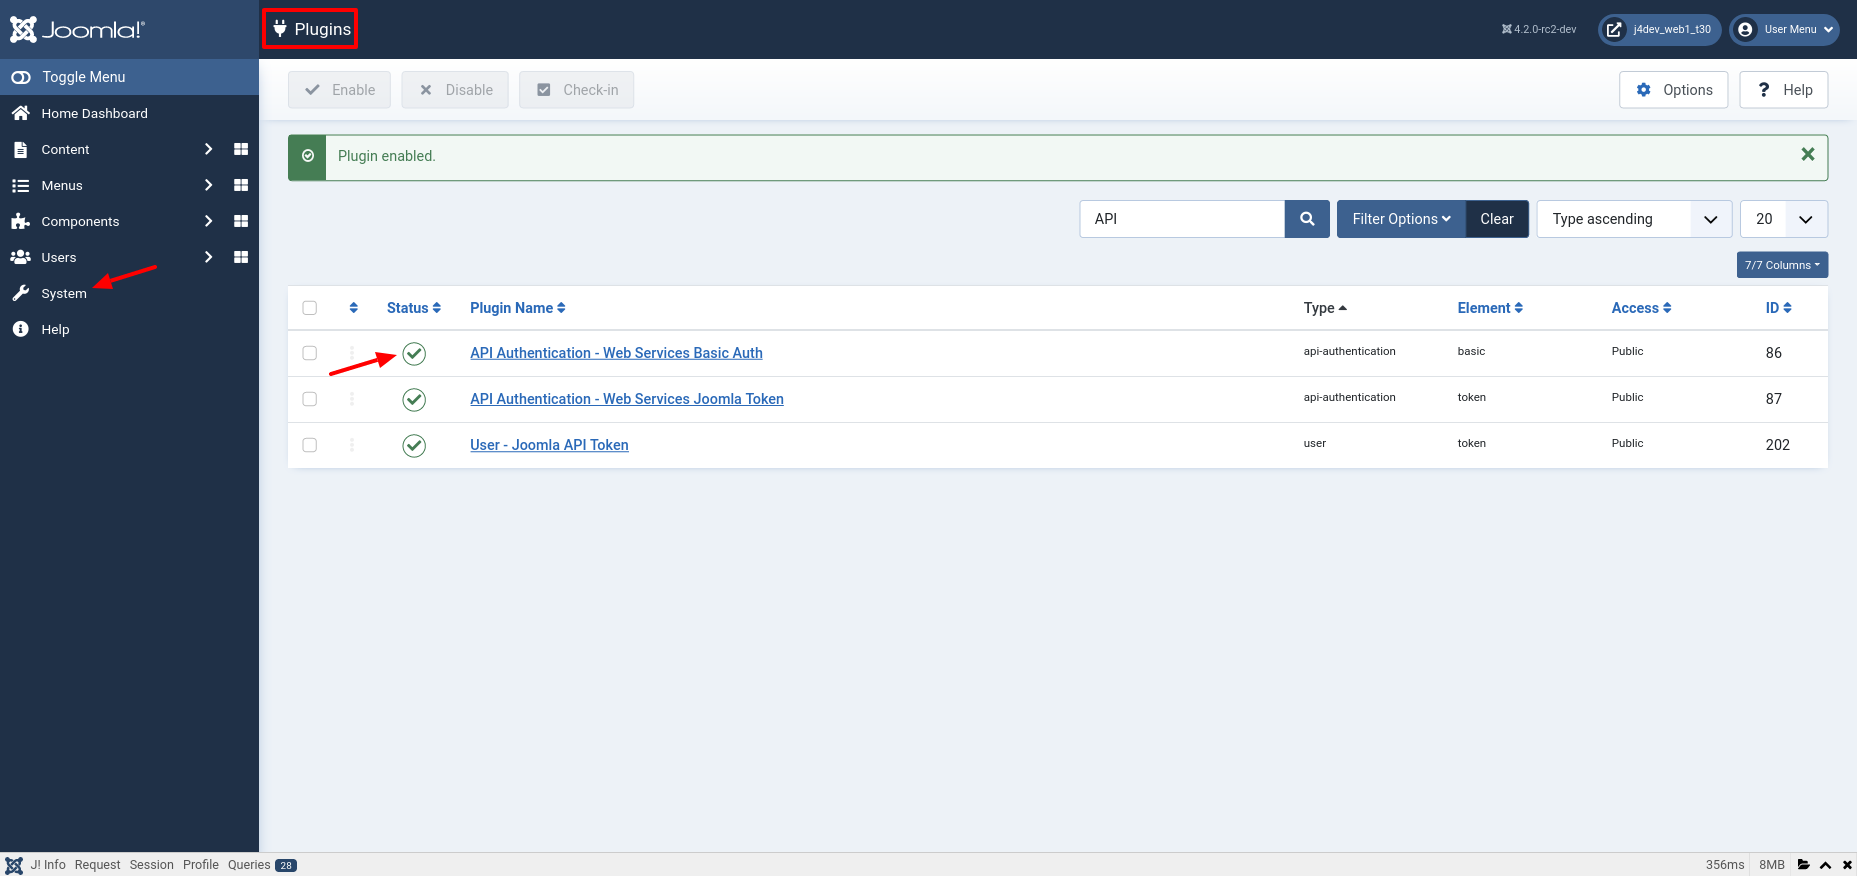 Joomla!
Plugins
4.2.0-rc2-dev
j4dev_web1_t30
User Menu
Toggle Menu
Home Dashboard
Content
Menus
Components
Users
System
Help
Enable
Disable
Check-in
Options
Help
Plugin enabled.
API
Filter Options
Clear
Type ascending
20
7/7 Columns
Status Plugin Name Type Element Access ID
API Authentication - Web Services Basic Auth api-authentication basic Public 86
API Authentication - Web Services Joomla Token api-authentication token Public 87
User - Joomla API Token user token Public 202
J! Info Request Session Profile Queries 28 356ms 8MB